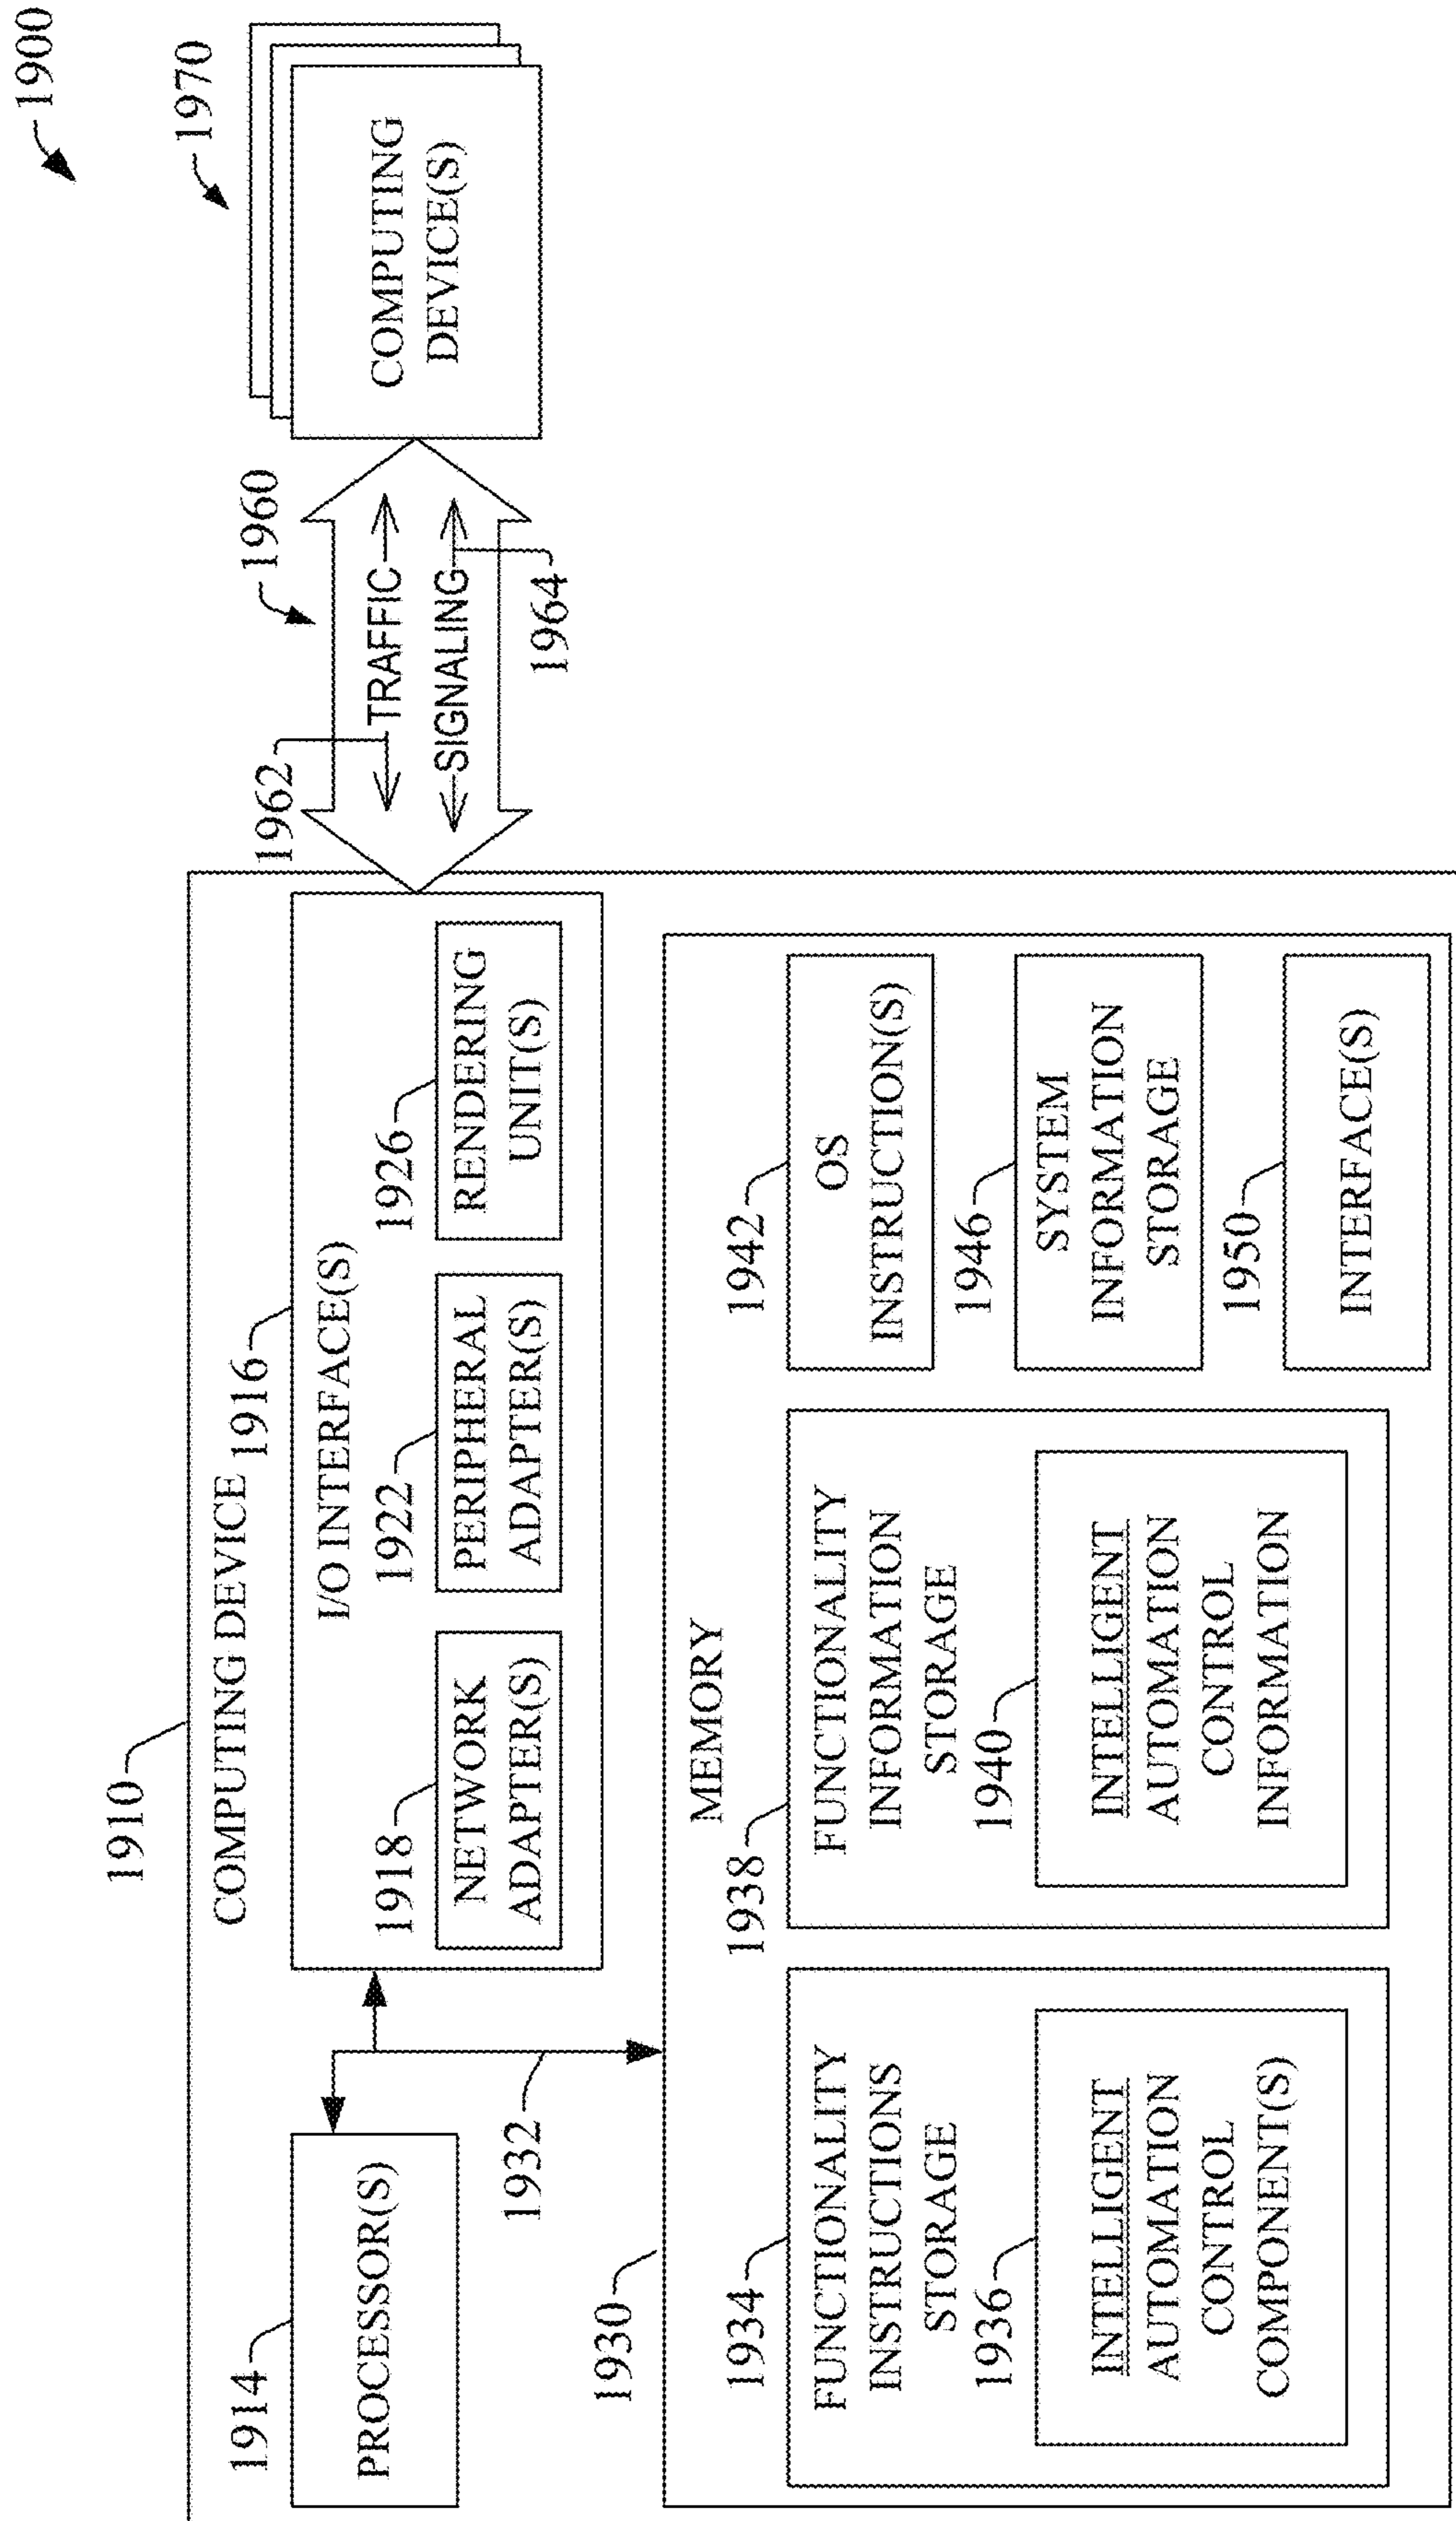 1900
1910
COMPUTING DEVICE
1914
PROCESSOR(S)
1916
I/O INTERFACE(S)
1918
NETWORK
ADAPTER(S)
1922
PERIPHERAL
ADAPTER(S)
1926
RENDERING
UNIT(S)
1932
1962
1960
TRAFFIC
SIGNALING
1964
1970
COMPUTING
DEVICE(S)
1930
MEMORY
1934
FUNCTIONALITY
INSTRUCTIONS
STORAGE
1936
INTELLIGENT
AUTOMATION
CONTROL
COMPONENT(S)
1938
FUNCTIONALITY
INFORMATION
STORAGE
1940
INTELLIGENT
AUTOMATION
CONTROL
INFORMATION
1942
OS
INSTRUCTION(S)
1946
SYSTEM
INFORMATION
STORAGE
1950
INTERFACE(S)